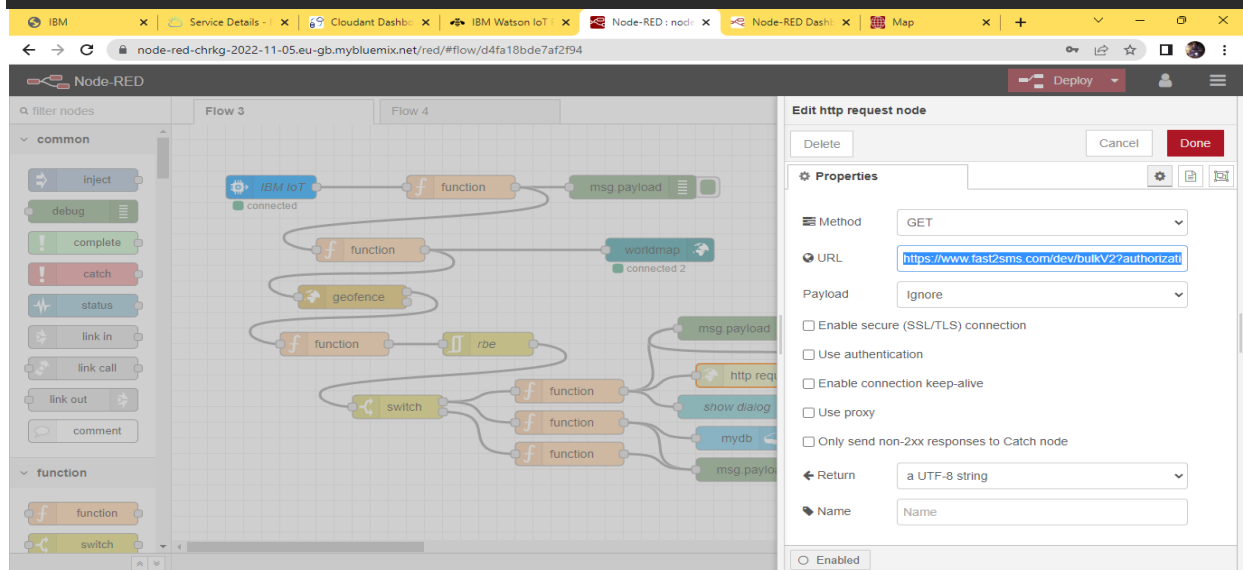 IBM
Service Details - I
Cloudant Dashbo
IBM Watson IoT P
Node-RED : node
Node-RED Dashb
Map
node-red-chrkg-2022-11-05.eu-gb.mybluemix.net/red/#flow/d4fa18bde7af2f94
Node-RED
Deploy
filter nodes
Flow 3
Flow 4
Edit http request node
common
Delete
Cancel
Done
inject
IBM IoT
function
msg.payload
Properties
connected
debug
Method
GET
complete
function
worldmap
URL
https://www.fast2sms.com/dev/bulkV2?authorizati
catch
connected 2
status
geofence
Payload
Ignore
link in
function
rbe
msg.payload
Enable secure (SSL/TLS) connection
Use authentication
link call
http requ
Enable connection keep-alive
link out
switch
function
show dialog
Use proxy
comment
function
mydb
Only send non-2xx responses to Catch node
function
function
msg.paylo
Return
a UTF-8 string
function
Name
Name
switch
Enabled